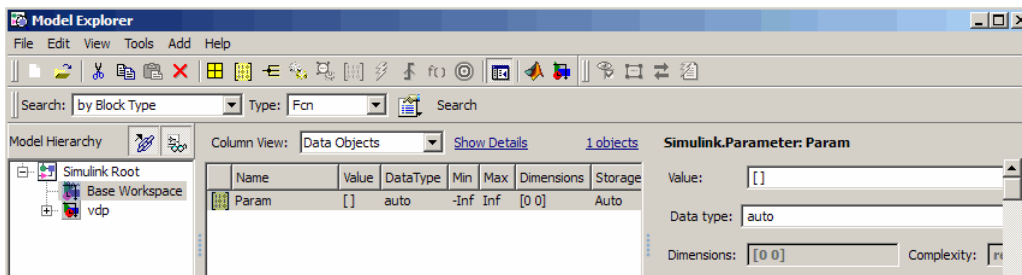 Model Explorer
File Edit View Tools Add Help
f()
Search: by Block Type Type: Fcn Search
Model Hierarchy Column View: Data Objects Show Details 1 objects Simulink.Parameter: Param
Simulink Root
Base Workspace
vdp
Name Value DataType Min Max Dimensions Storage
Param [] auto -Inf Inf [0 0] Auto
Value: []
Data type: auto
Dimensions: [0 0] Complexity: